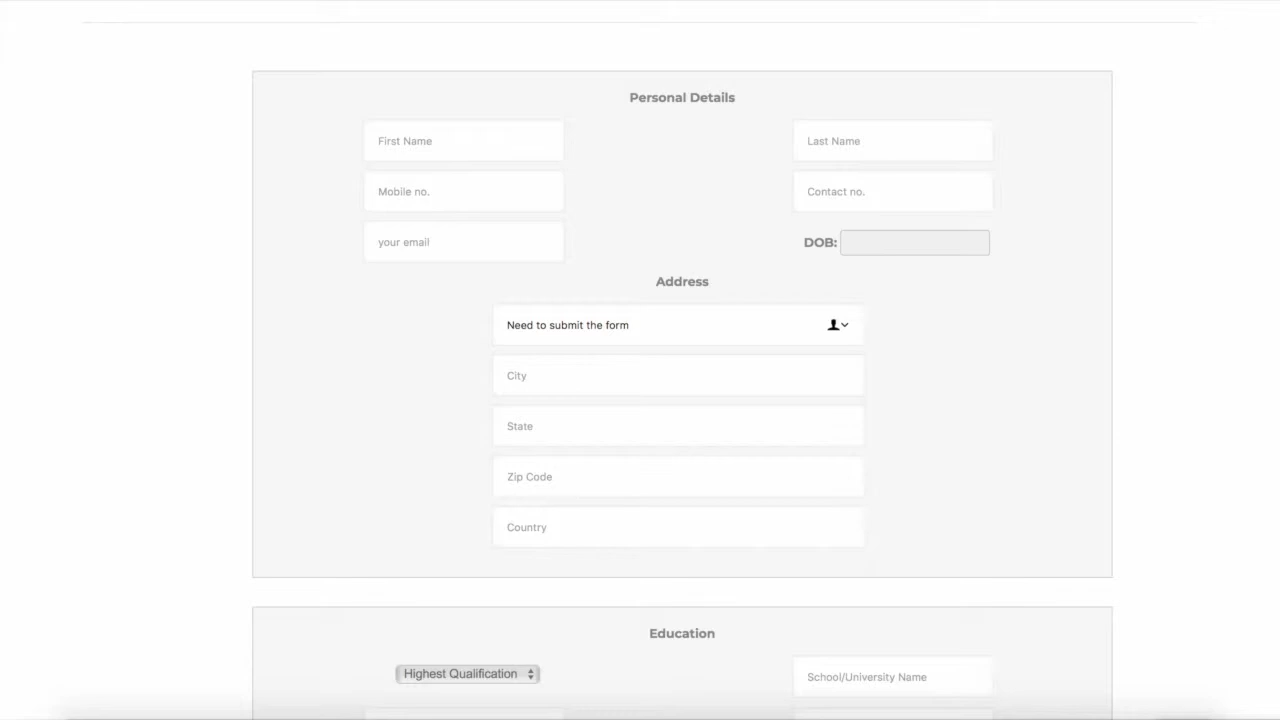 Personal Details
First Name
Last Name
Mobile no.
Contact no.
your email
DOB:
Address
Need to submit the form
City
State
Zip Code
Country
Education
Highest Qualification
School/University Name